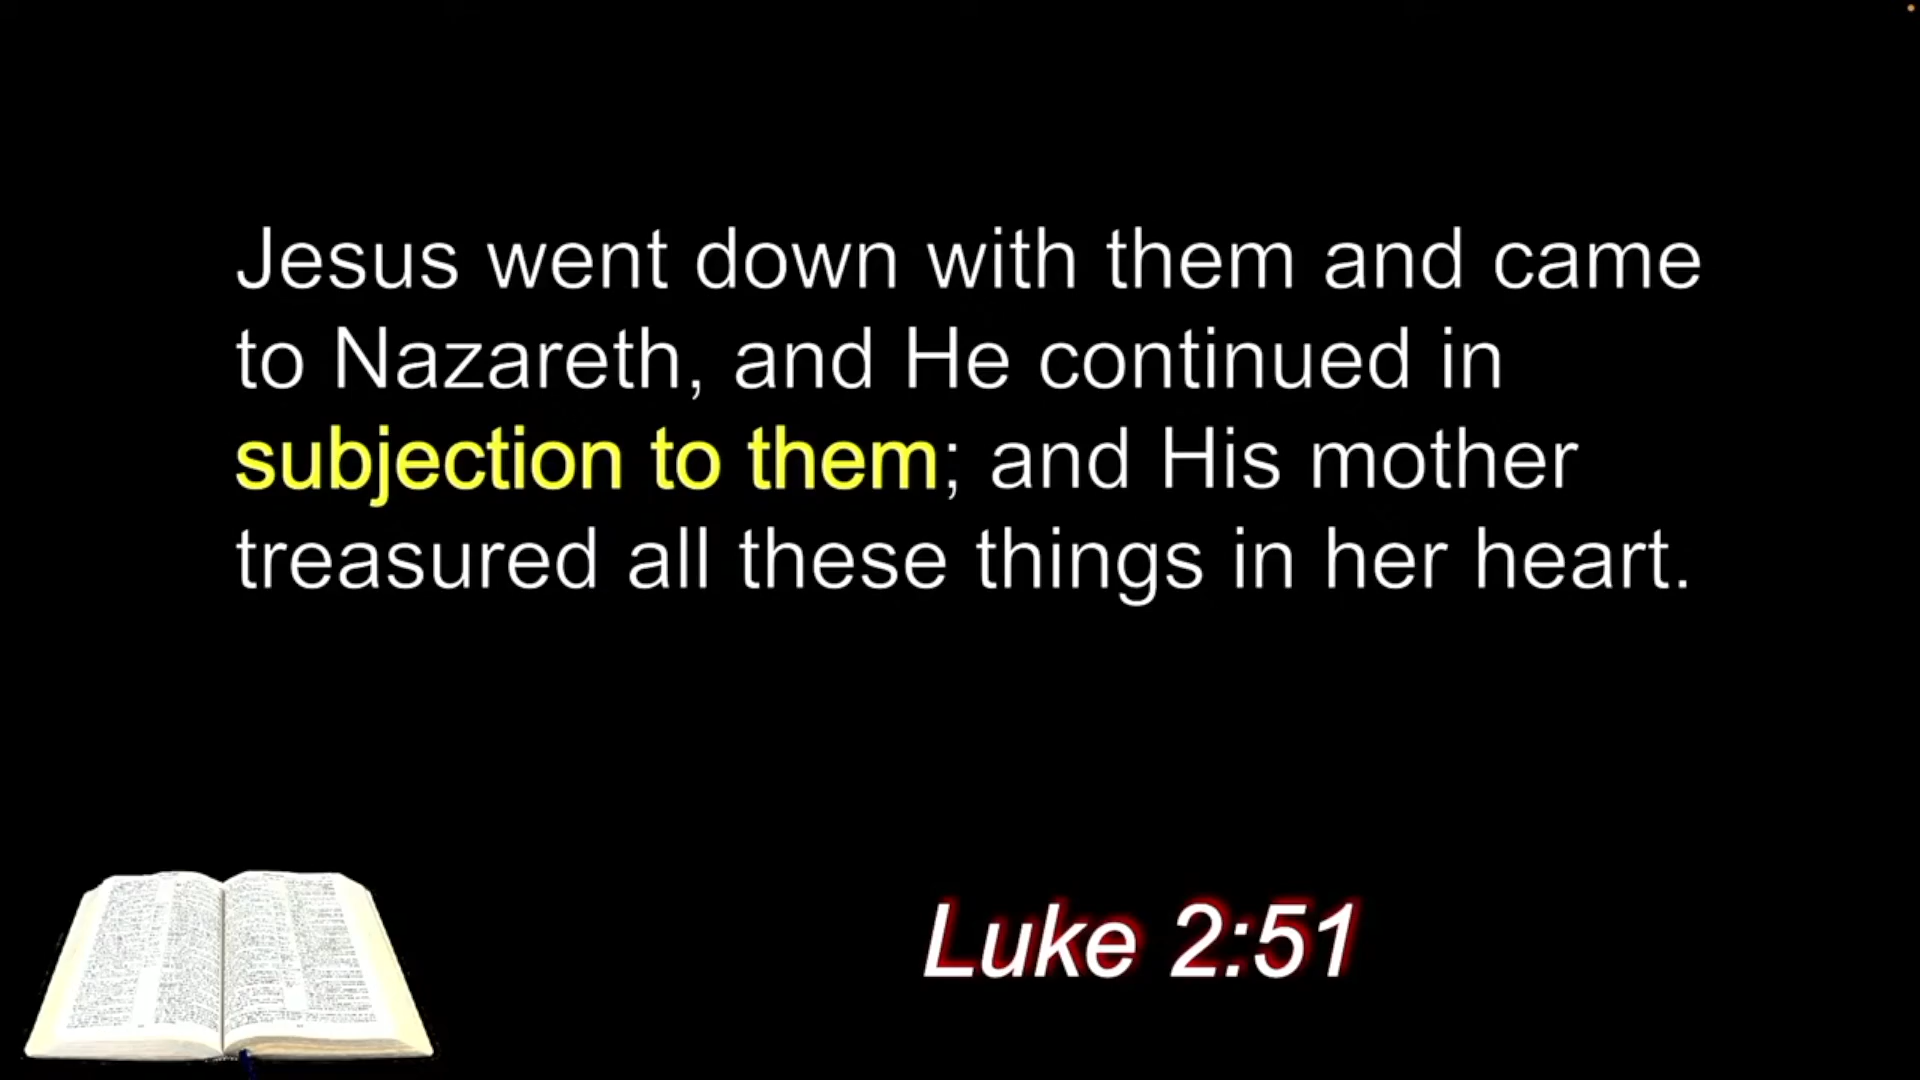 Jesus went down with them and came
to Nazareth, and He continued in
subjection to them; and His mother
treasured all these things in her heart.
Luke 2:51